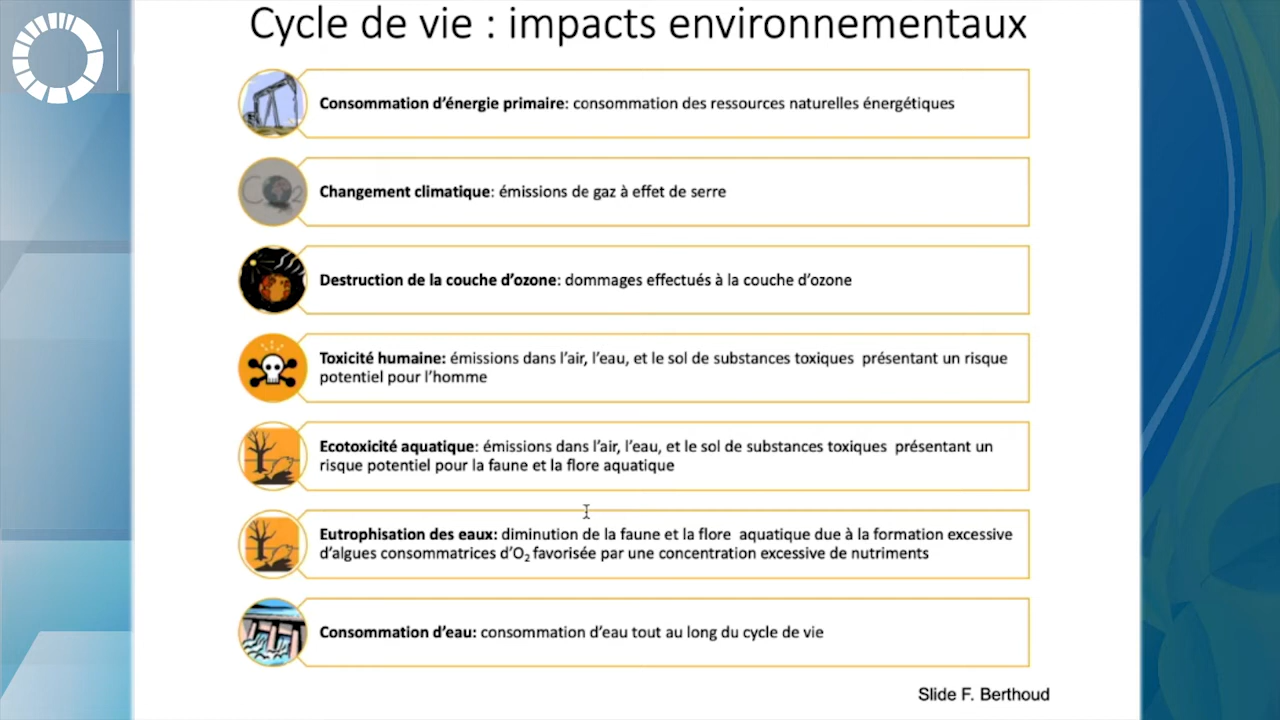 Cycle de vie : impacts environnementaux
Consommation d'énergie primaire: consommation des ressources naturelles énergétiques
CO2
Changement climatique: émissions de gaz à effet de serre
Destruction de la couche d'ozone: dommages effectués à la couche d'ozone
Toxicité humaine: émissions dans l'air, l'eau, et le sol de substances toxiques présentant un risque
potentiel pour l'homme
Ecotoxicité aquatique: émissions dans l'air, l'eau, et le sol de substances toxiques présentant un
risque potentiel pour la faune et la flore aquatique
Eutrophisation des eaux: diminution de la faune et la flore aquatique due à la formation excessive
d'algues consommatrices d'O2 favorisée par une concentration excessive de nutriments
Consommation d'eau: consommation d'eau tout au long du cycle de vie
Slide F. Berthoud